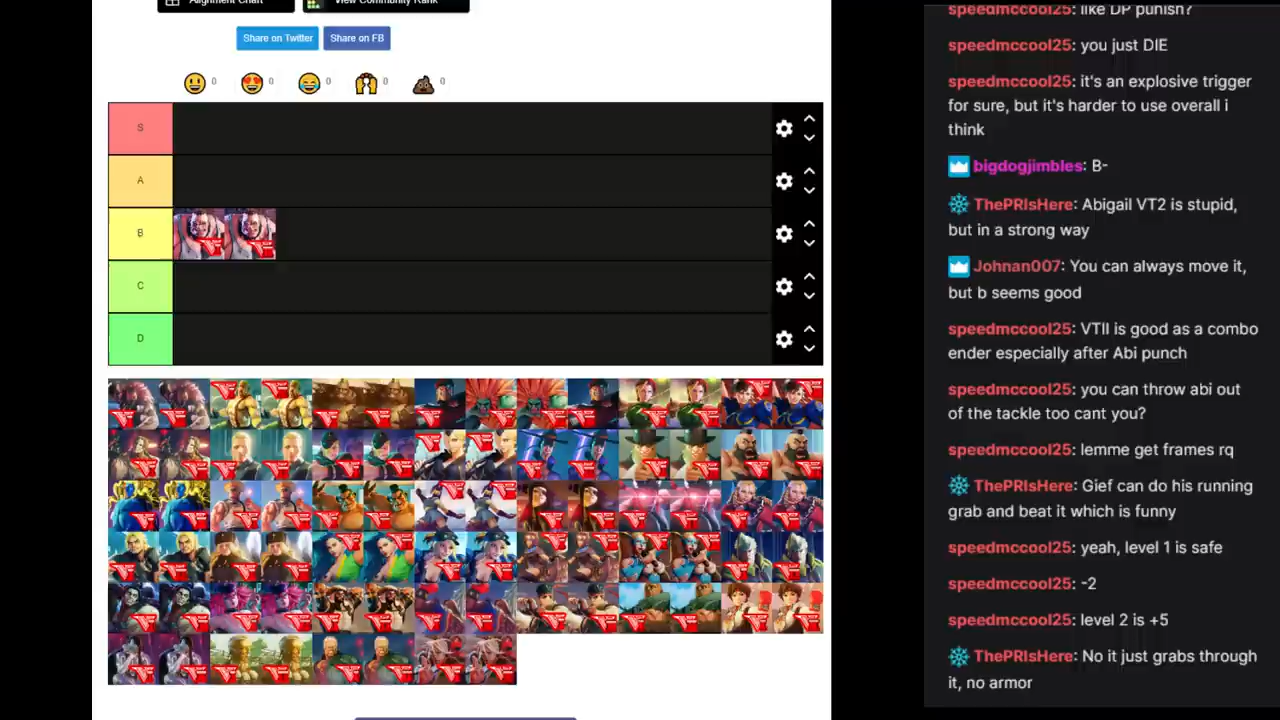 Alignment Chart
View Community Rank
Share on Twitter
Share on FB
0
0
0
0
0
S
A
B
C
D
speedmccool25: like DP punish?
speedmccool25: you just DIE
speedmccool25: it's an explosive trigger
for sure, but it's harder to use overall i
think
bigdogjimbles: B-
ThePRIsHere: Abigail VT2 is stupid,
but in a strong way
Johnan007: You can always move it,
but b seems good
speedmccool25: VTII is good as a combo
ender especially after Abi punch
speedmccool25: you can throw abi out
of the tackle too cant you?
speedmccool25: lemme get frames rq
ThePRIsHere: Gief can do his running
grab and beat it which is funny
speedmccool25: yeah, level 1 is safe
speedmccool25: -2
speedmccool25: level 2 is +5
ThePRIsHere: No it just grabs through
it, no armor